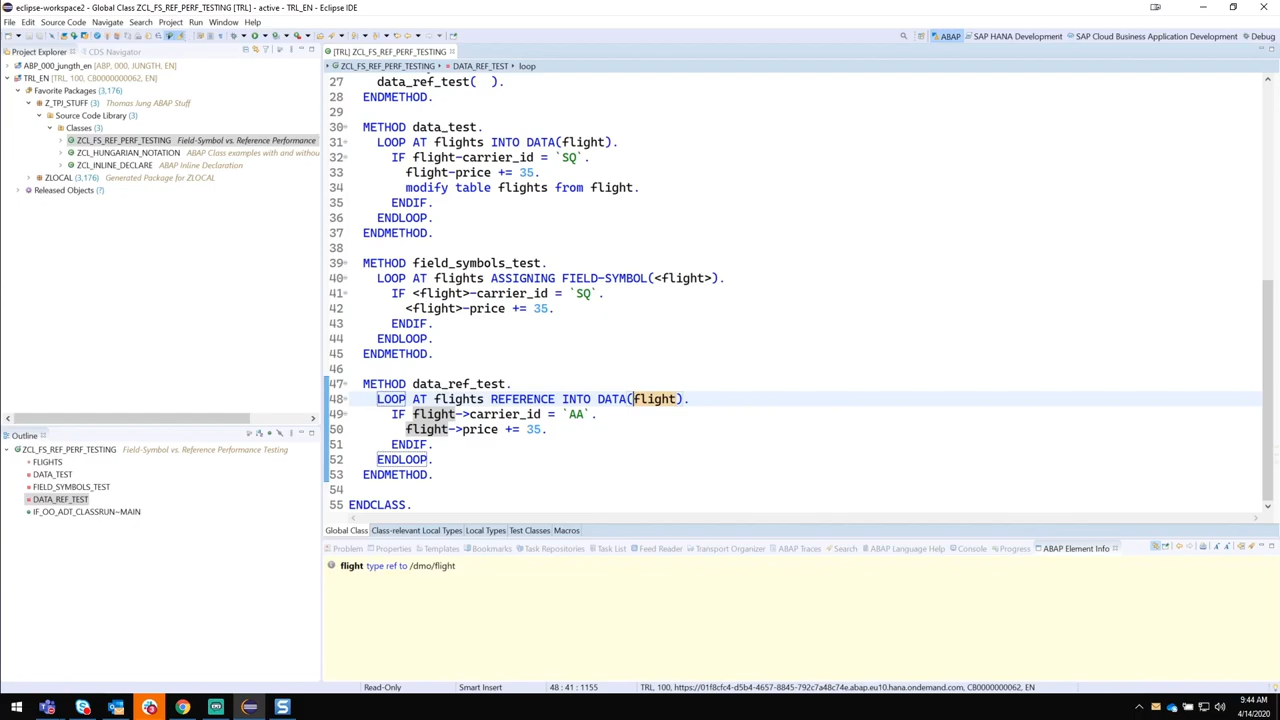 eclipse-workspace2 - Global Class ZCL_FS_REF_PERF_TESTING [TRL] - active - Eclipse IDE
File Edit Source Code Navigate Search Project Run Window Help
ABAP SAP HANA Development SAP Cloud Business Application Development Debug
Project Explorer CDS Navigator
ABP_000_jungth_en (ABP, 000, JUNGTH, EN)
TRL_EN [TRL, 100, CB0000000062, EN]
Favorite Packages (3,176)
Z_TPJ_STUFF (3) Thomas Jung ABAP Stuff
Source Code Library (3)
Classes (3)
ZCL_FS_REF_PERF_TESTING Field-Symbol vs. Reference Performance
ZCL_HUNGARIAN_NOTATION ABAP Class examples with and withou
ZCL_INLINE_DECLARE ABAP Inline Declaration
ZLOCAL (3,176) Generated Package for ZLOCAL
Released Objects (?)
Outline
ZCL_FS_REF_PERF_TESTING Field-Symbol vs. Reference Performance Testing
FLIGHTS
DATA_TEST
FIELD_SYMBOLS_TEST
DATA_REF_TEST
IF_OO_ADT_CLASSRUN~MAIN
[TRL] ZCL_FS_REF_PERF_TESTING
ZCL_FS_REF_PERF_TESTING DATA_REF_TEST loop
27 data_ref_test(  ).
28 ENDMETHOD.
29
30 METHOD data_test.
31 LOOP AT flights INTO DATA(flight).
32 IF flight-carrier_id = `SQ`.
33 flight-price += 35.
34 modify table flights from flight.
35 ENDIF.
36 ENDLOOP.
37 ENDMETHOD.
38
39 METHOD field_symbols_test.
40 LOOP AT flights ASSIGNING FIELD-SYMBOL(<flight>).
41 IF <flight>-carrier_id = `SQ`.
42 <flight>-price += 35.
43 ENDIF.
44 ENDLOOP.
45 ENDMETHOD.
46
47 METHOD data_ref_test.
48 LOOP AT flights REFERENCE INTO DATA(flight).
49 IF flight->carrier_id = `AA`.
50 flight->price += 35.
51 ENDIF.
52 ENDLOOP.
53 ENDMETHOD.
54
55 ENDCLASS.
Global Class Class-relevant Local Types Local Types Test Classes Macros
Problem Properties Templates Bookmarks Task Repositories Task List Feed Reader Transport Organizer ABAP Traces Search ABAP Language Help Console Progress ABAP Element Info
flight type ref to /dmo/flight
Read-Only Smart Insert 48 : 41 : 1155 TRL, 100, https://01f8cfc4-d5b4-4657-8845-792c7a48c74e.abap.eu10.hana.ondemand.com, CB0000000062, EN
9:44 AM
4/14/2020